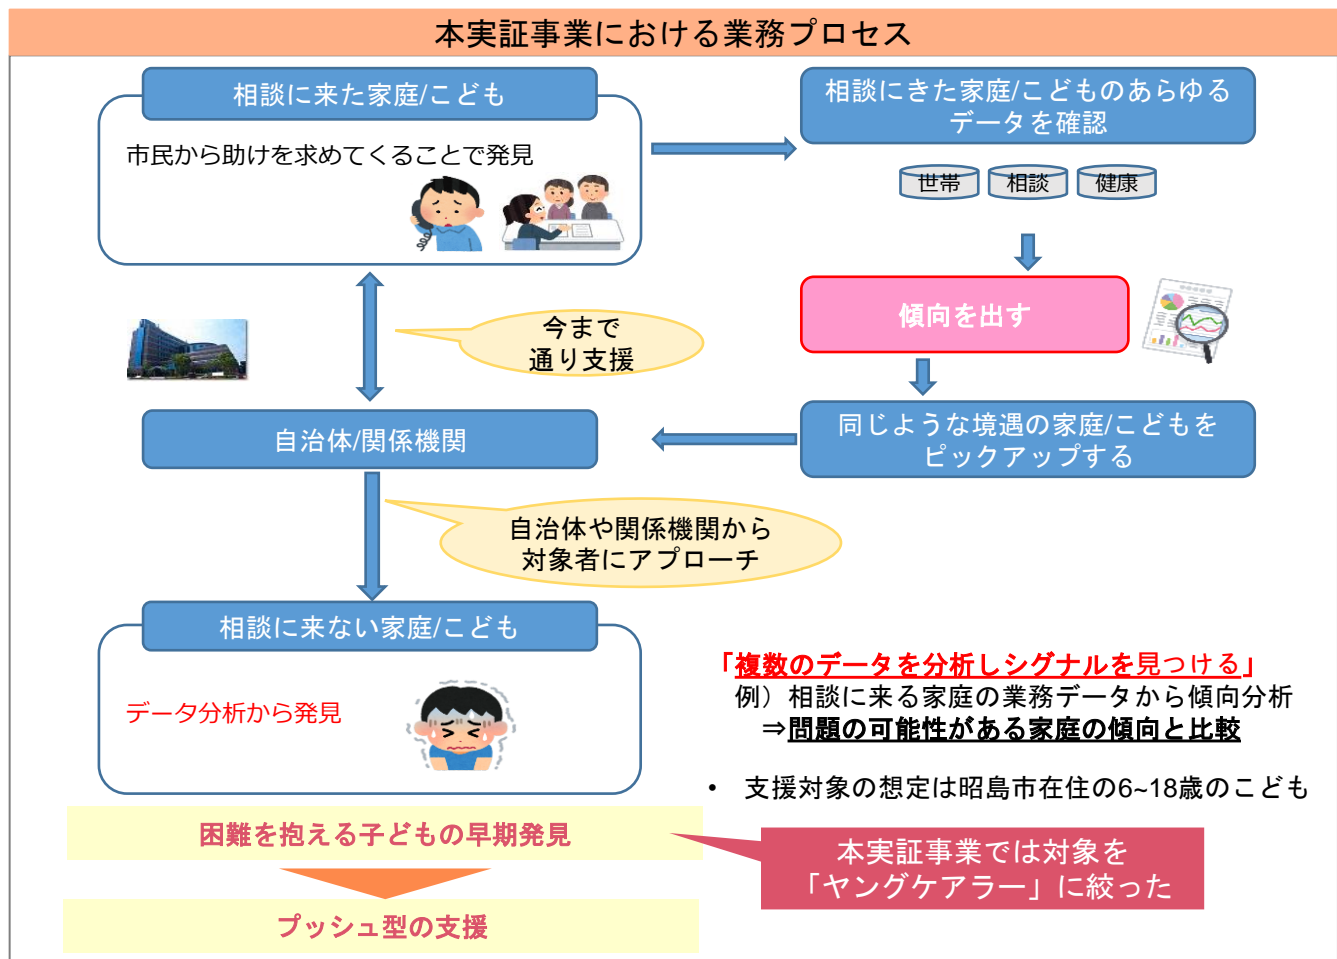 本実証事業における業務プロセス
相談に来た家庭/こども
市民から助けを求めてくることで発見
相談にきた家庭/こどものあらゆる
データを確認
世帯
相談
健康
傾向を出す
今まで
通り支援
自治体/関係機関
同じような境遇の家庭/こどもを
ピックアップする
自治体や関係機関から
対象者にアプローチ
相談に来ない家庭/こども
データ分析から発見
「複数のデータを分析しシグナルを見つける」
例）相談に来る家庭の業務データから傾向分析
⇒問題の可能性がある家庭の傾向と比較
• 支援対象の想定は昭島市在住の6~18歳のこども
困難を抱える子どもの早期発見
本実証事業では対象を
「ヤングケアラー」に絞った
プッシュ型の支援